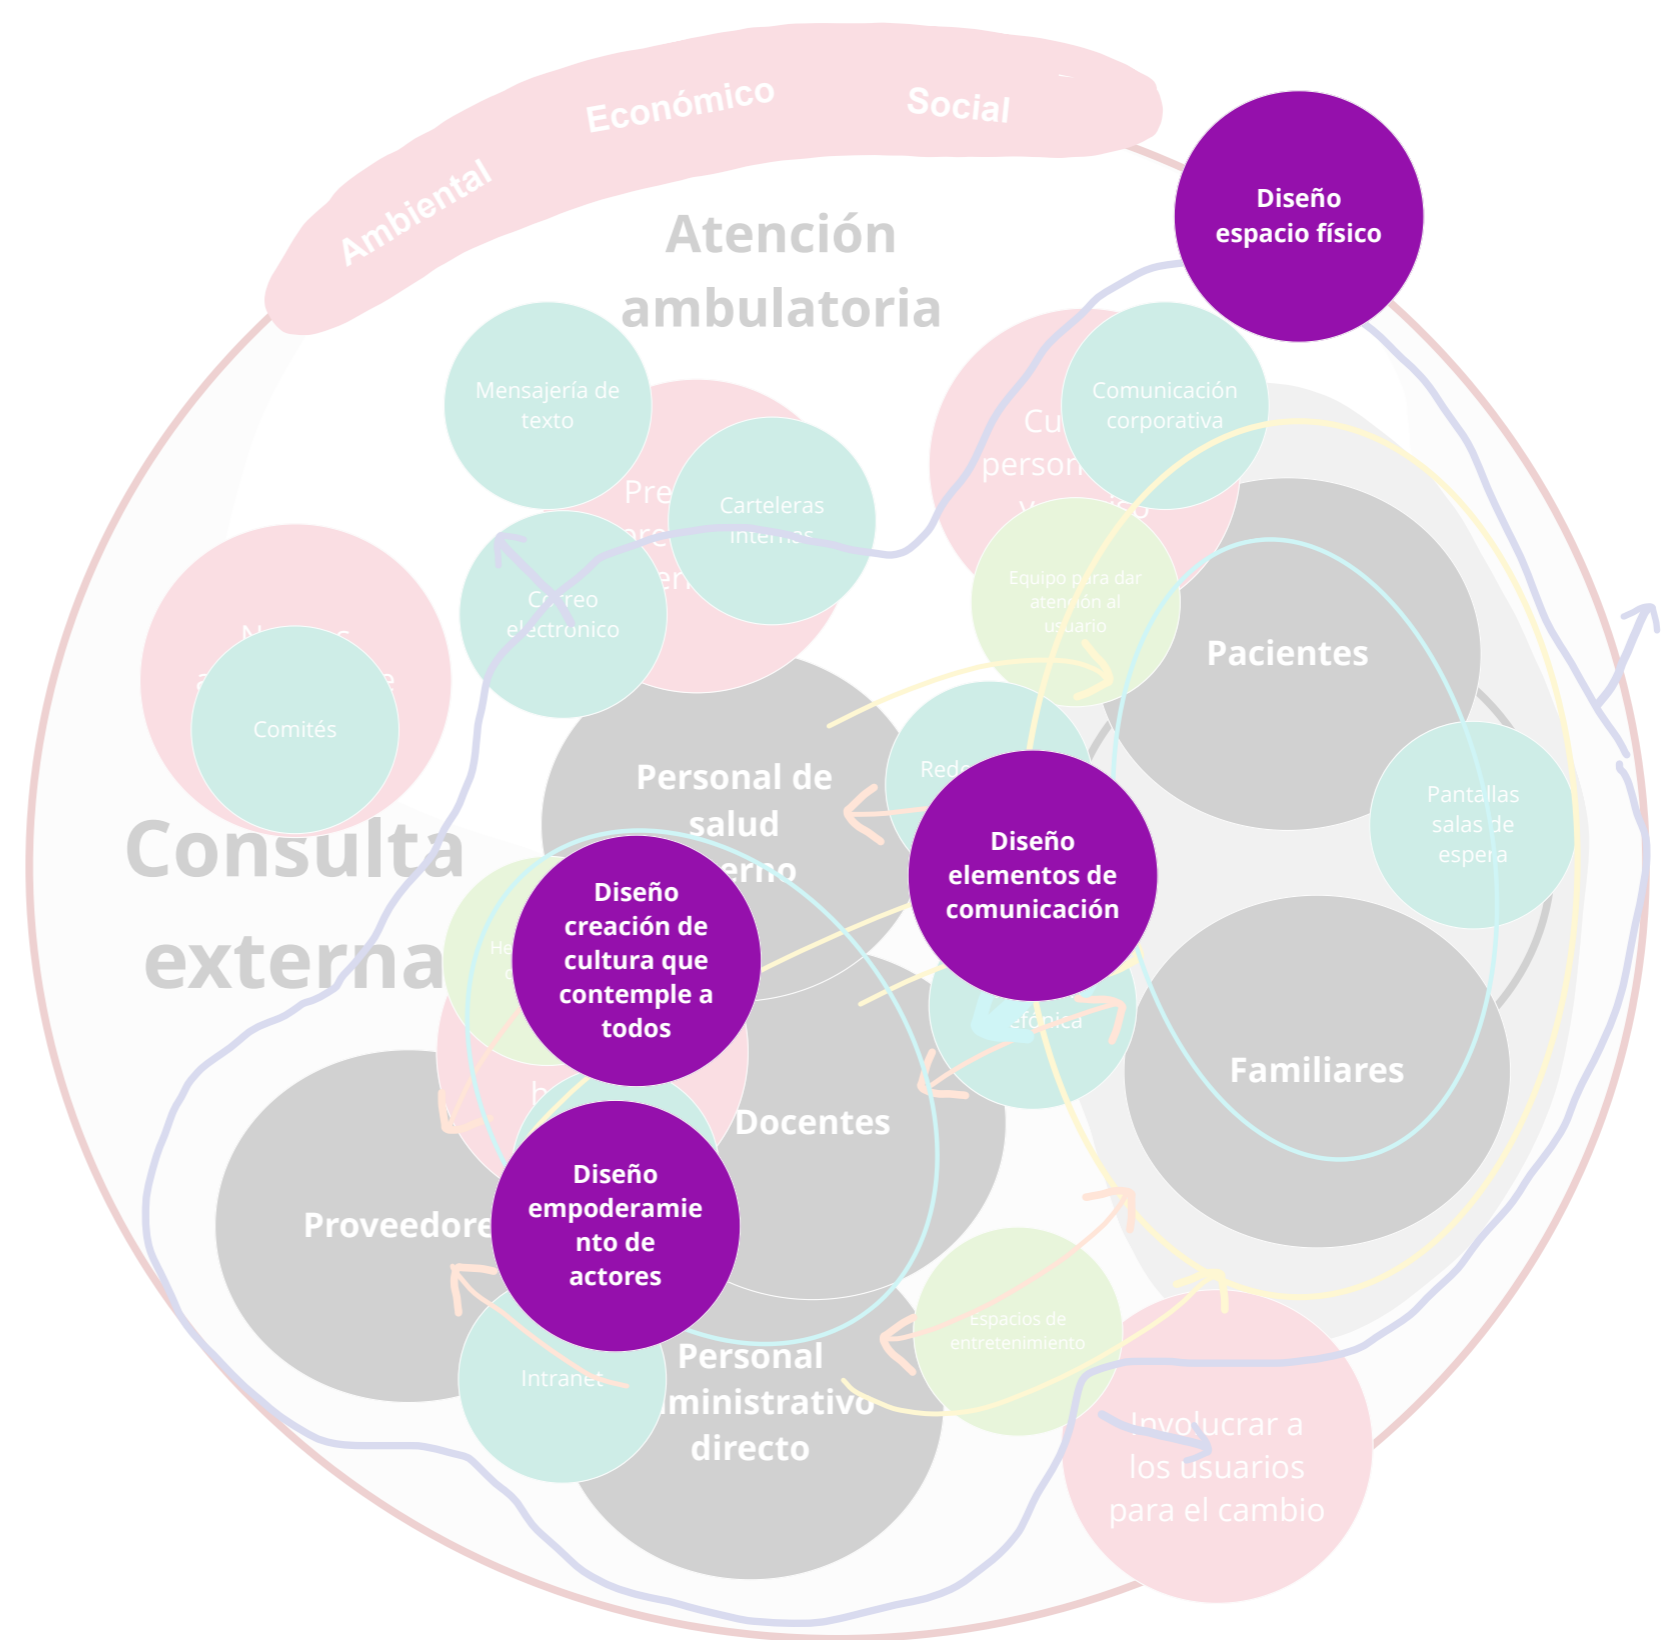 Ambiental
Económico
Social
Atención
ambulatoria
Diseño
espacio físico
Mensajería de
texto
Carteleras
internas
Correo
electrónico
Comunicación
corporativa
Equipo para dar
atención al
usuario
Pacientes
Comités
Consulta
externa
Personal de
salud
Pantallas
salas de
espera
Diseño
elementos de
comunicación
Diseño
creación de
cultura que
contemple a
todos
Docentes
Familiares
Diseño
empoderamie
nto de
actores
Espacios de
entretenimiento
Intranet
Personal
directo
Involucrar a
los usuarios
para el cambio